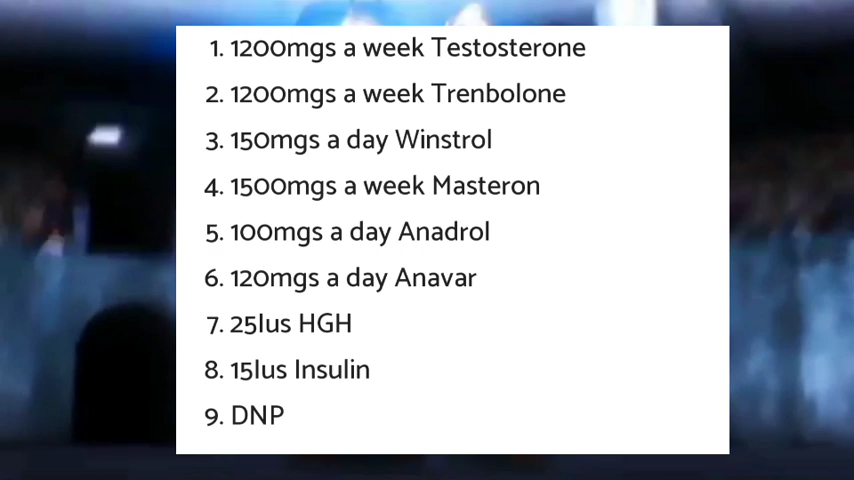 1. 1200mgs a week Testosterone
2. 1200mgs a week Trenbolone
3. 150mgs a day Winstrol
4. 1500mgs a week Masteron
5. 100mgs a day Anadrol
6. 120mgs a day Anavar
7. 25Ius HGH
8. 15Ius Insulin
9. DNP